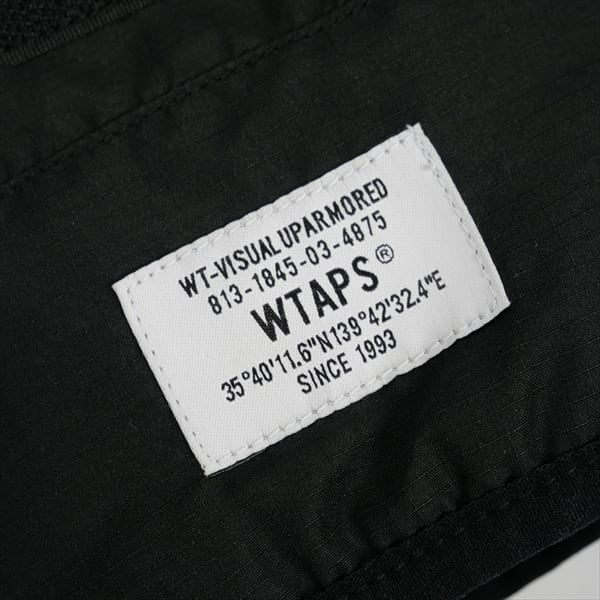 WT-VISUALUPARMORED
813-1845-03-4875
WTAPS®
35°40'11.6"N139°42'32.4"E
SINCE 1993